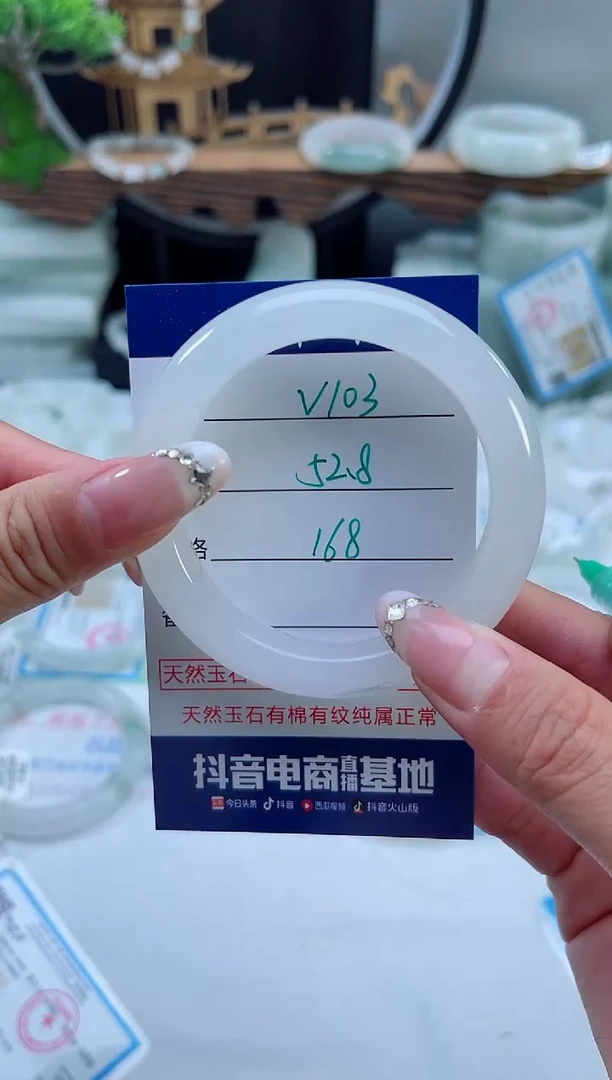 V103
52.8
格 168
天然玉石
天然玉石有棉有纹纯属正常
抖音电商直播基地
今日头条 抖音 西瓜视频 抖音火山版